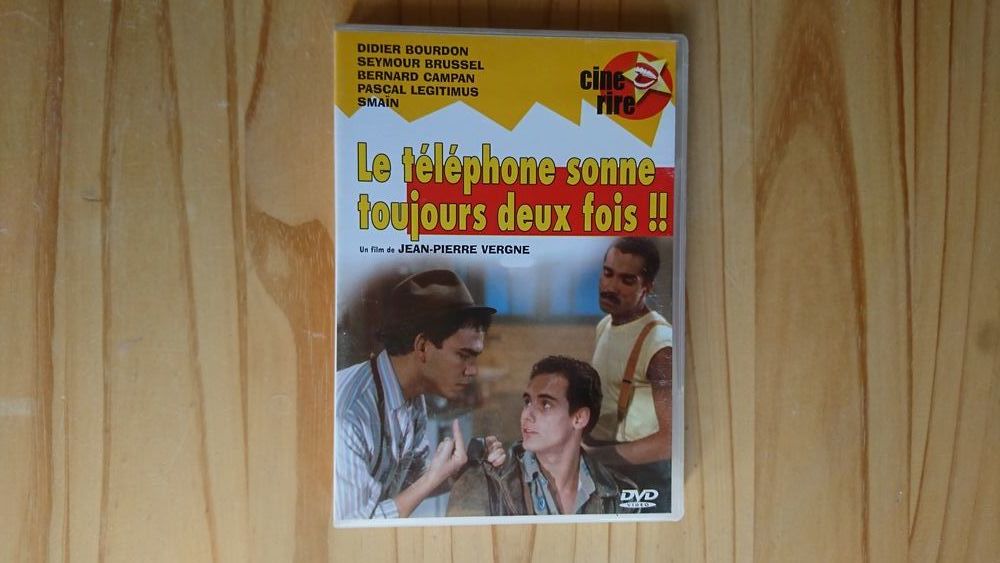 DIDIER BOURDON
SEYMOUR BRUSSEL
BERNARD CAMPAN
PASCAL LEGITIMUS
SMAÏN
cine
rire
Le téléphone sonne
toujours deux fois !!
Un film de JEAN-PIERRE VERGNE
DVD
VIDEO